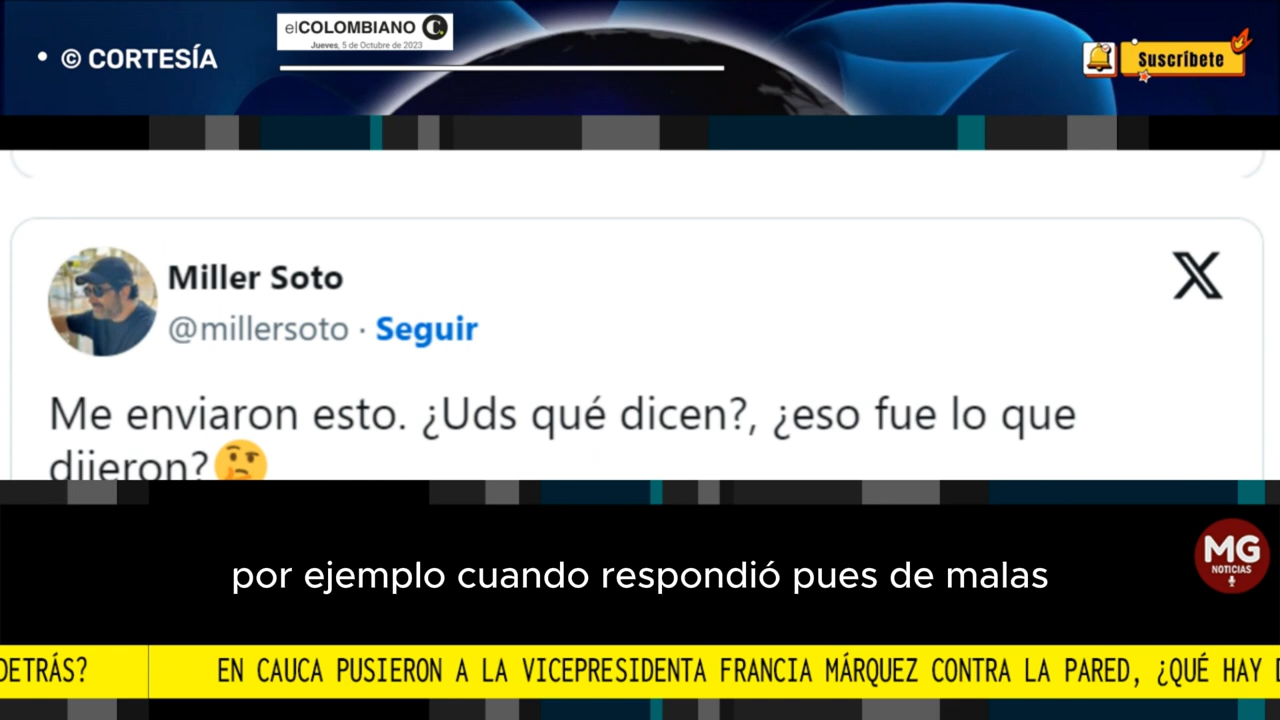 • © CORTESÍA
elCOLOMBIANO C
Jueves, 5 de Octubre de 2023
Suscríbete
Miller Soto
@millersoto · Seguir
X
Me enviaron esto. ¿Uds qué dicen?, ¿eso fue lo que
dijeron?🤔
por ejemplo cuando respondió pues de malas
MG
NOTICIAS
DETRÁS? EN CAUCA PUSIERON A LA VICEPRESIDENTA FRANCIA MÁRQUEZ CONTRA LA PARED, ¿QUÉ HAY